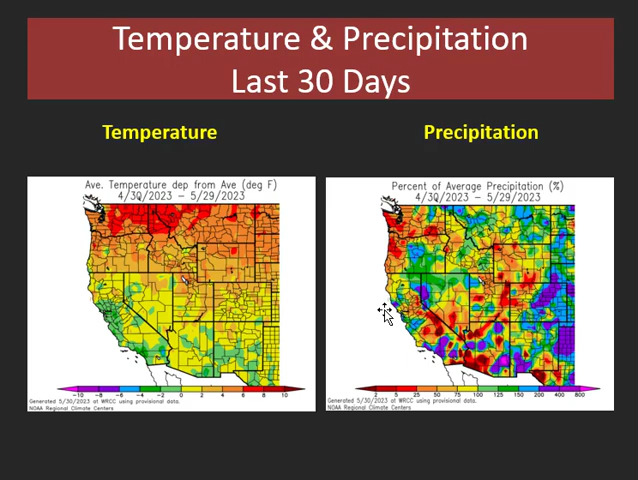 Temperature & Precipitation
Last 30 Days
Temperature
Precipitation
Ave. Temperature dep from Ave (deg F)
4/30/2023 – 5/29/2023
-10 -8 -6 -4 -2 0 2 4 6 8 10
Generated 5/30/2023 at WRCC using provisional data.
NOAA Regional Climate Centers
Percent of Average Precipitation (%)
4/30/2023 – 5/29/2023
2 5 25 50 75 100 125 150 200 400 800
Generated 5/30/2023 at WRCC using provisional data.
NOAA Regional Climate Centers